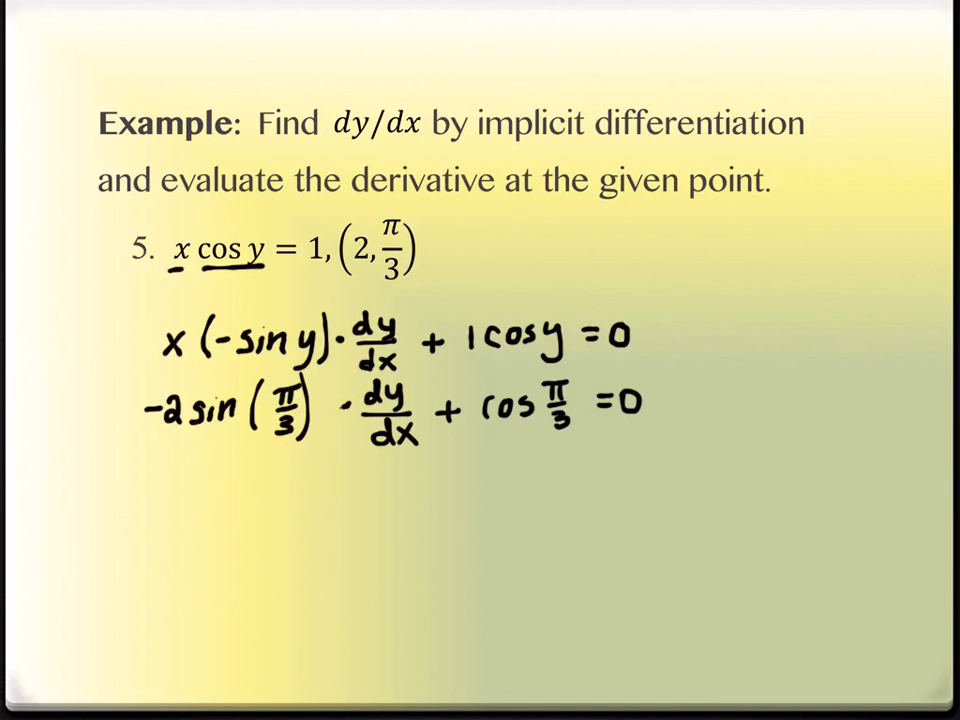 Example: Find dy/dx by implicit differentiation
and evaluate the derivative at the given point.
5. x cos y = 1, (2, π/3)
x (-sin y) · dy/dx + 1 cos y = 0
-2 sin (π/3) · dy/dx + cos π/3 = 0